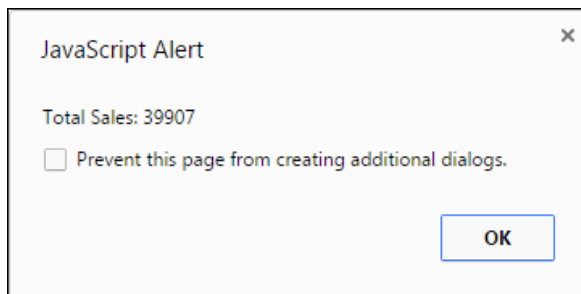 JavaScript Alert
Total Sales: 39907
Prevent this page from creating additional dialogs.
OK